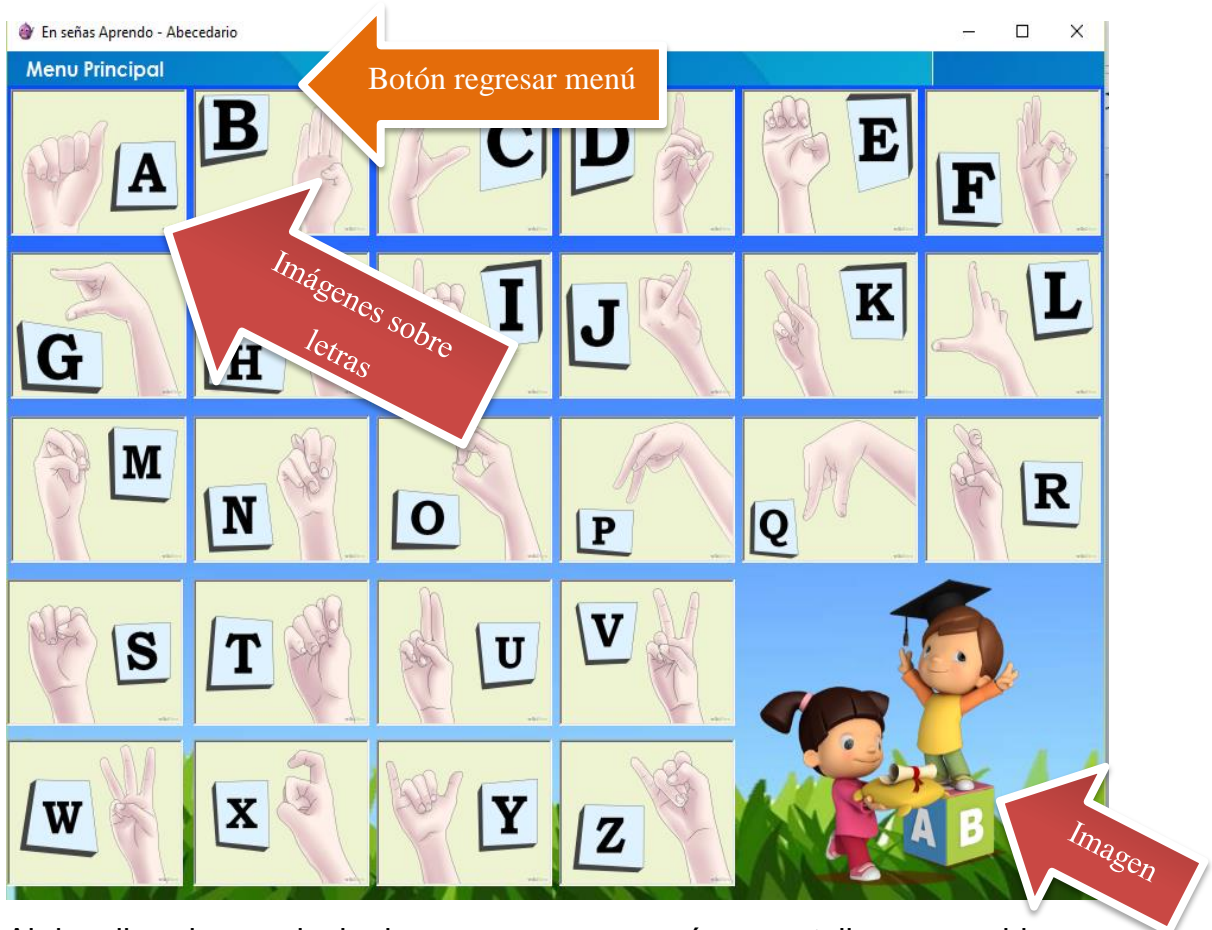 En señas Aprendo - Abecedario
Menu Principal
Botón regresar menú
A
B
C
D
E
F
Imágenes sobre
letras
G
H
I
J
K
L
M
N
O
P
Q
R
S
T
U
V
W
X
Y
Z
A B
Imagen